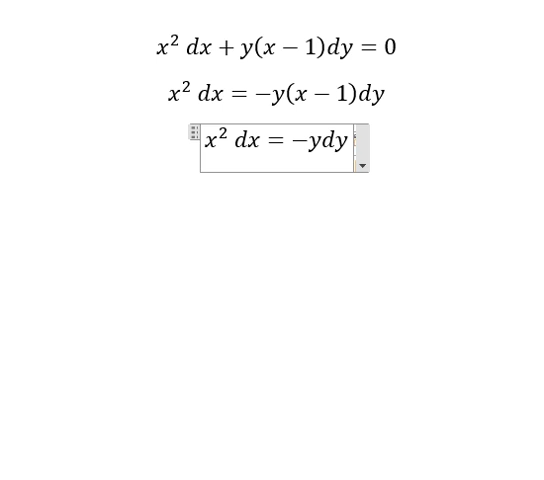 x² dx + y(x − 1)dy = 0
x² dx = −y(x − 1)dy
x² dx = −ydy